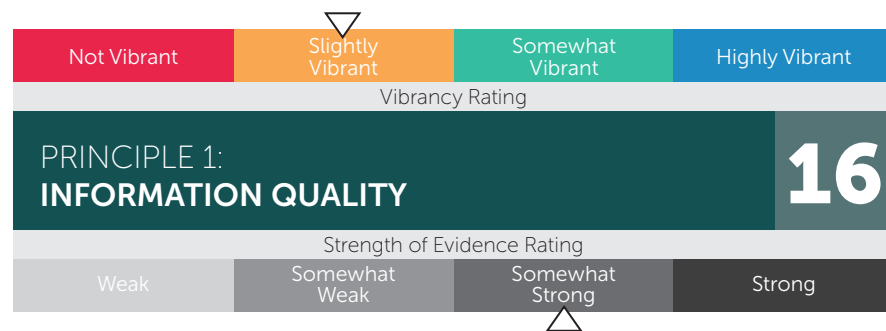 Not Vibrant
Slightly
Vibrant
Somewhat
Vibrant
Highly Vibrant
Vibrancy Rating
PRINCIPLE 1:
INFORMATION QUALITY
16
Strength of Evidence Rating
Weak
Somewhat
Weak
Somewhat
Strong
Strong